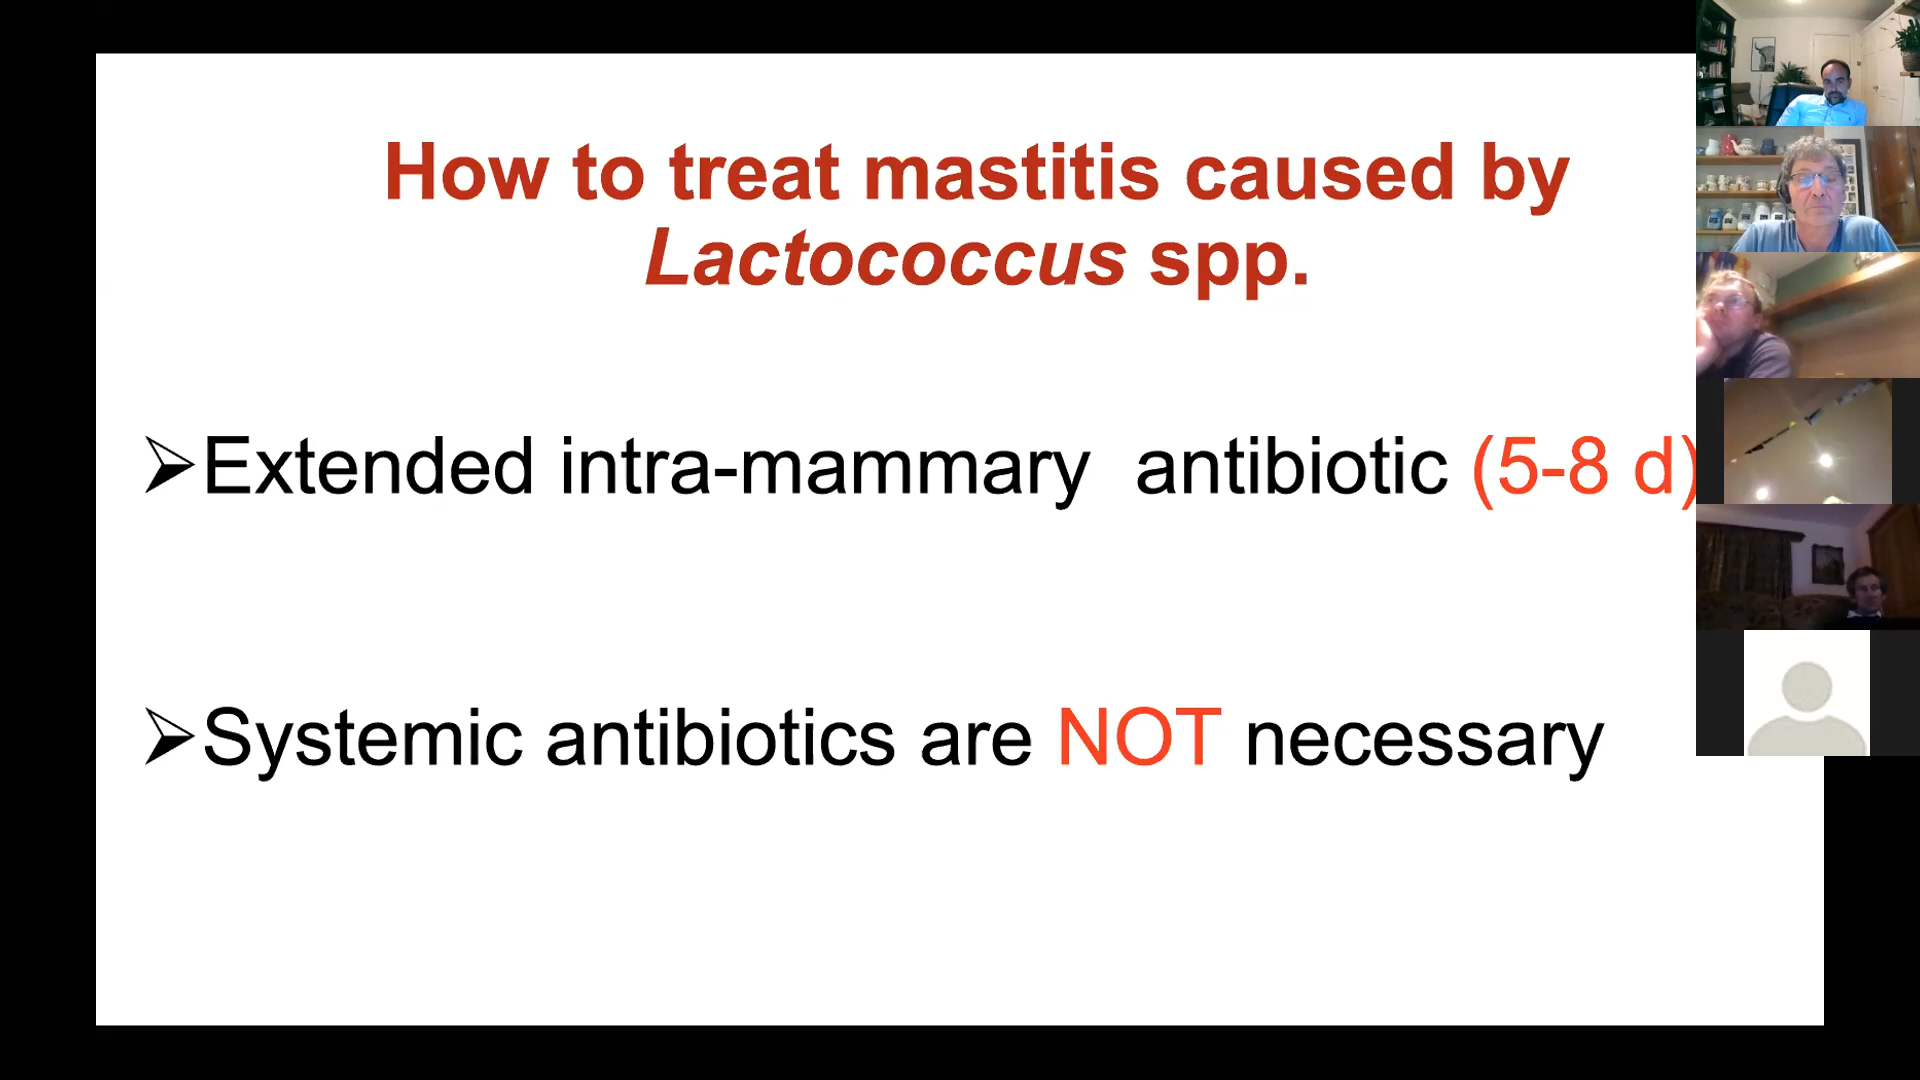 How to treat mastitis caused by
Lactococcus spp.
➢Extended intra-mammary antibiotic (5-8 d)
➢Systemic antibiotics are NOT necessary